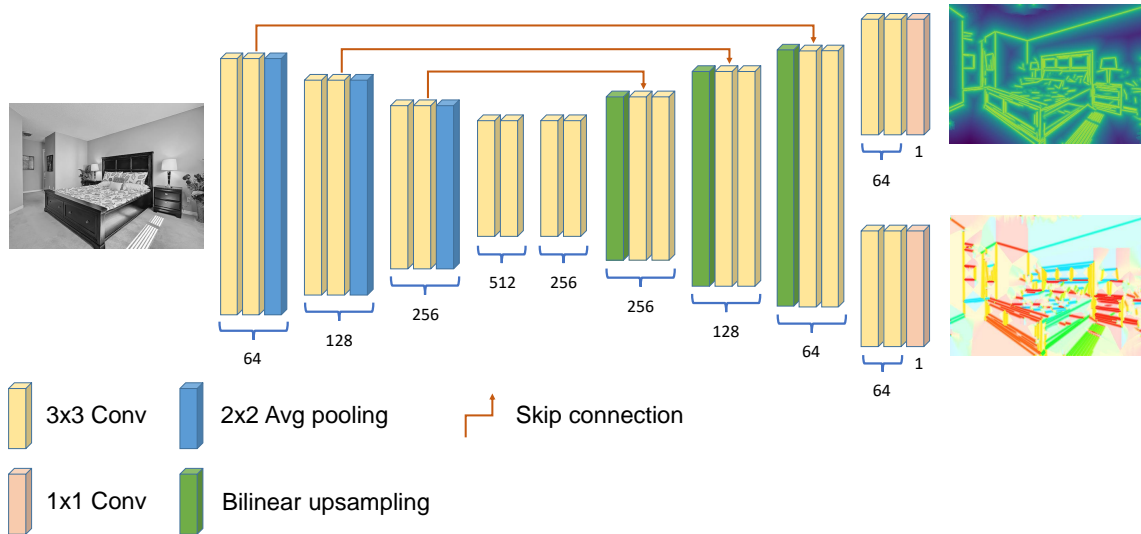 1
64
512
256
256
256
128
128
64
64
64
1
3x3 Conv
2x2 Avg pooling
Skip connection
1x1 Conv
Bilinear upsampling